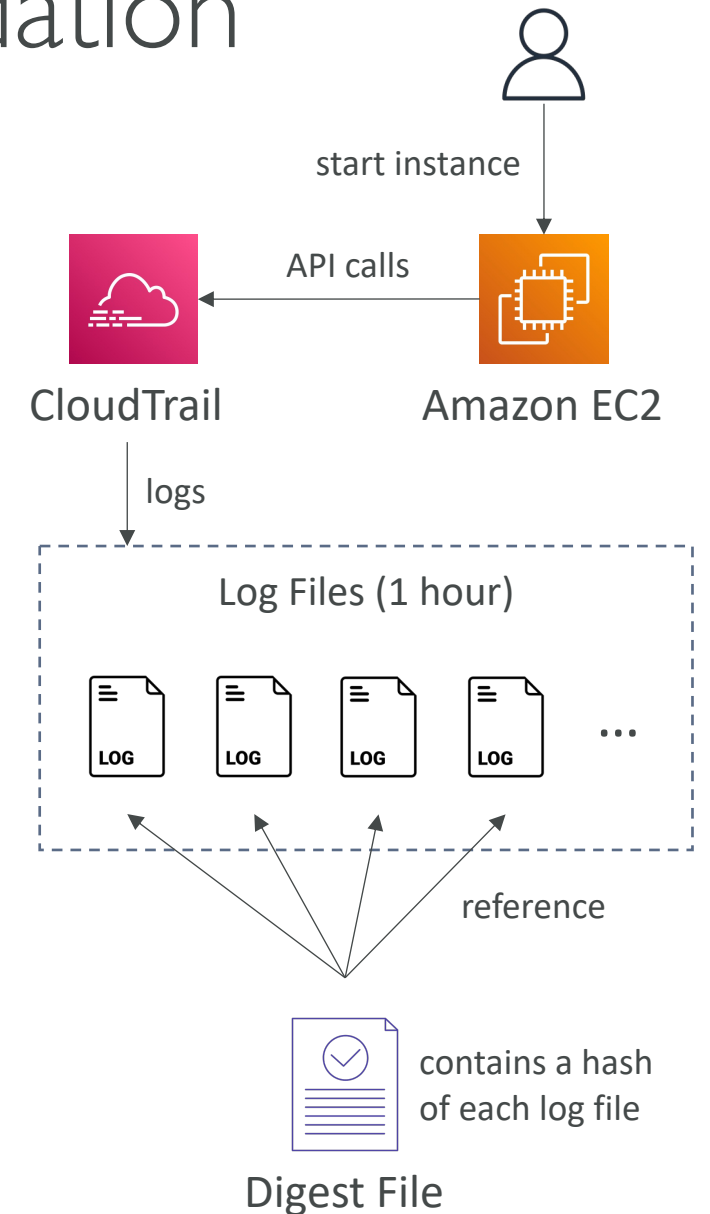 dation
start instance
API calls
CloudTrail
Amazon EC2
logs
Log Files (1 hour)
LOG
LOG
LOG
LOG
...
reference
contains a hash
of each log file
Digest File